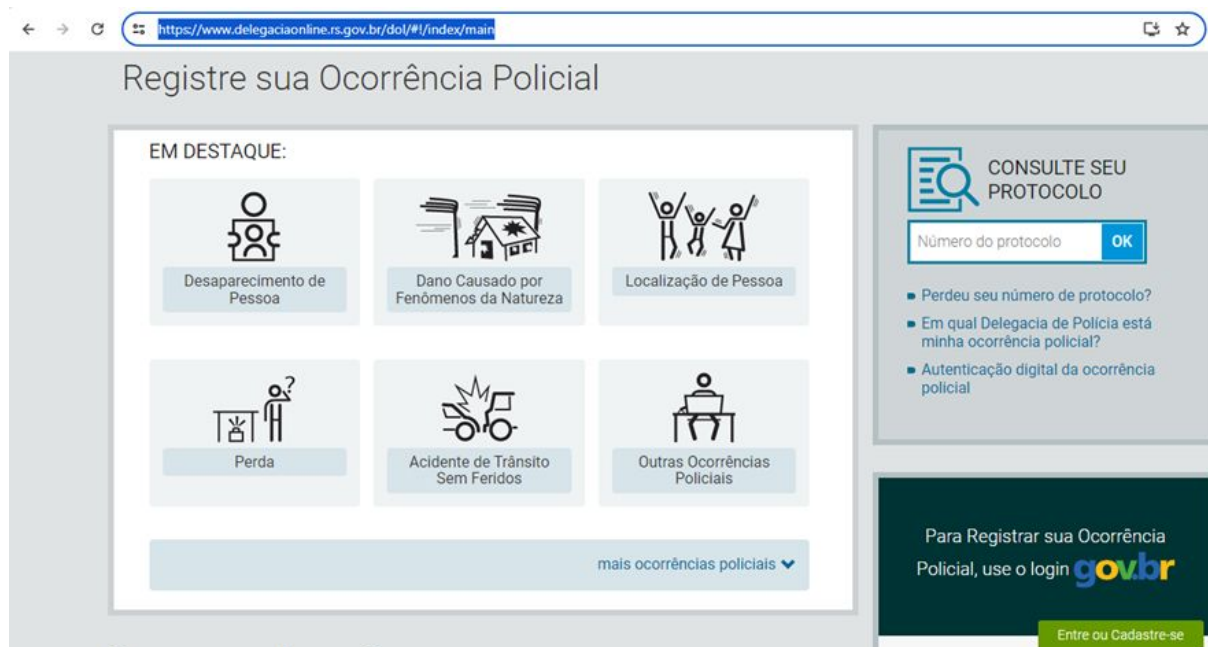 https://www.delegaciaonline.rs.gov.br/dol/#!/index/main
Registre sua Ocorrência Policial
EM DESTAQUE:
Desaparecimento de
Pessoa
Dano Causado por
Fenômenos da Natureza
Localização de Pessoa
?
Perda
Acidente de Trânsito
Sem Feridos
Outras Ocorrências
Policiais
mais ocorrências policiais
CONSULTE SEU
PROTOCOLO
Número do protocolo OK
Perdeu seu número de protocolo?
Em qual Delegacia de Polícia está
minha ocorrência policial?
Autenticação digital da ocorrência
policial
Para Registrar sua Ocorrência
Policial, use o login gov.br
Entre ou Cadastre-se